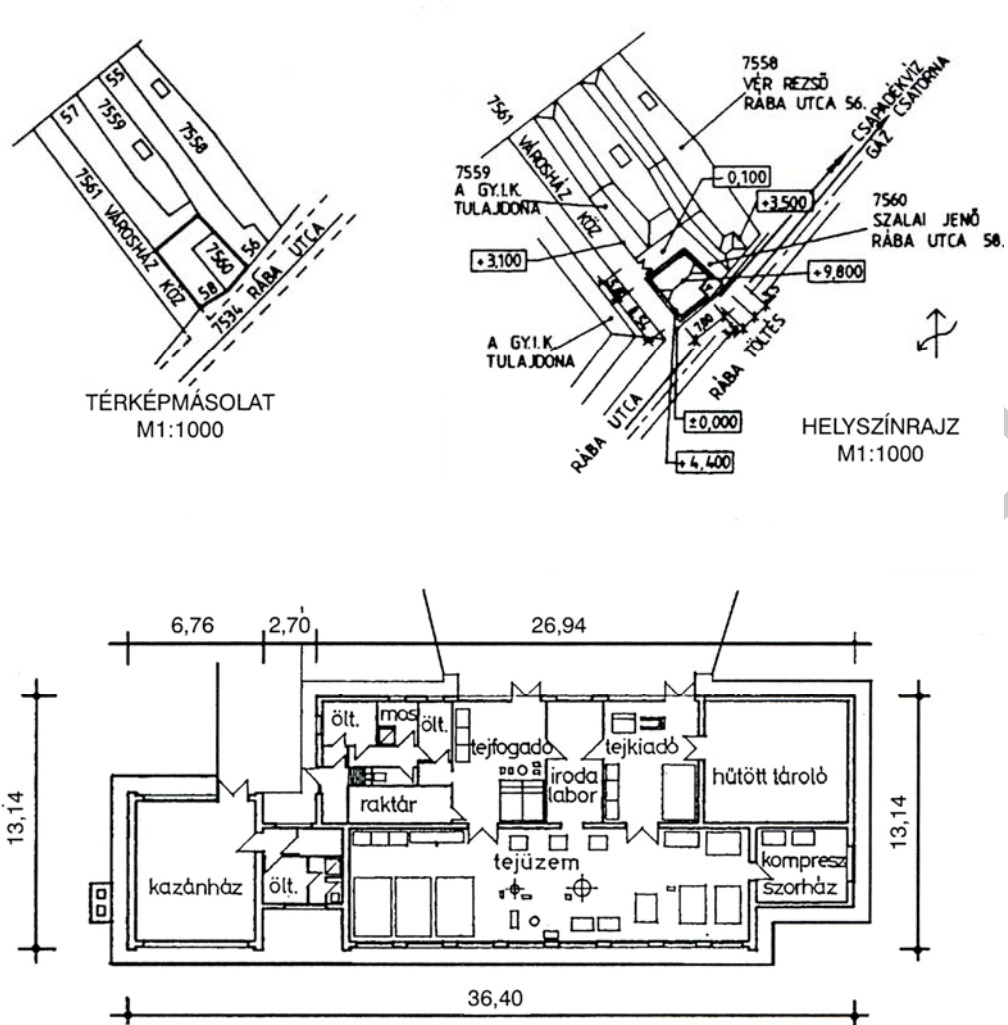 55
57
7559
7558
7561 VÁROSHÁZ KÖZ
7560
56
58
7534 RÁBA UTCA
TÉRKÉPMÁSOLAT
M1:1000
7558
VÉR REZSŐ
RÁBA UTCA 56.
7561
VÁROSHÁZ KÖZ
CSAPADÉKVÍZ
GÁZ CSATORNA
7559
A GY.I.K.
TULAJDONA
0,100
+3,500
7560
SZALAI JENŐ
RÁBA UTCA 58.
+3,100
+9,800
A GY.I.K.
TULAJDONA
7,80
RÁBA UTCA
RÁBA TÖLTÉS
±0,000
+4,400
HELYSZÍNRAJZ
M1:1000
6,76
2,70
26,94
ölt.
mos
ölt.
tejfogadó
tejkiadó
iroda
labor
hűtött tároló
raktár
13,14
13,14
tejüzem
kompresz
szorház
kazánház
ölt.
36,40